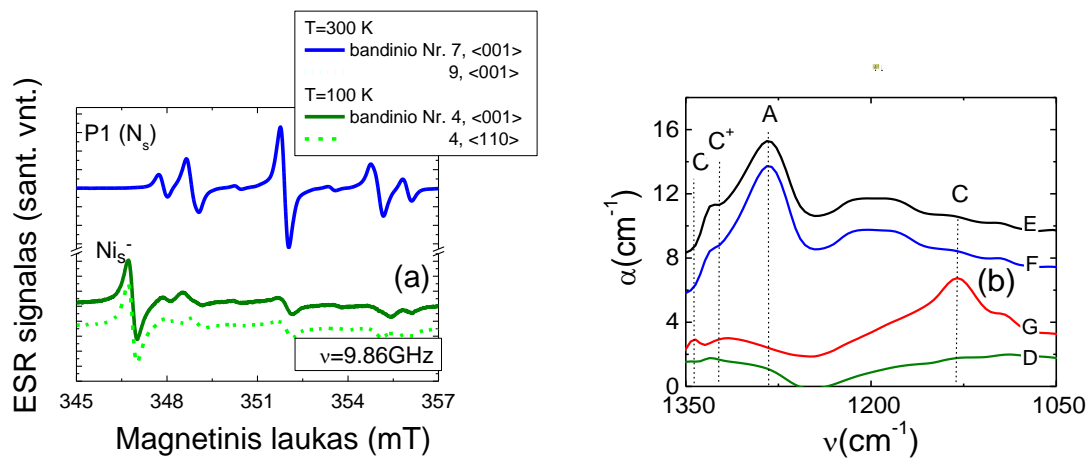 T=300 K
bandinio Nr. 7, <001>
9, <001>
T=100 K
bandinio Nr. 4, <001>
4, <110>
P1 (Nₛ)
Niₛ⁻
(a)
ν=9.86GHz
ESR signalas (sant. vnt.)
345 348 351 354 357
Magnetinis laukas (mT)
16
12
8
4
0
α(cm⁻¹)
C C⁺ A C
E
F
(b)
G
D
1350 1200 1050
ν(cm⁻¹)